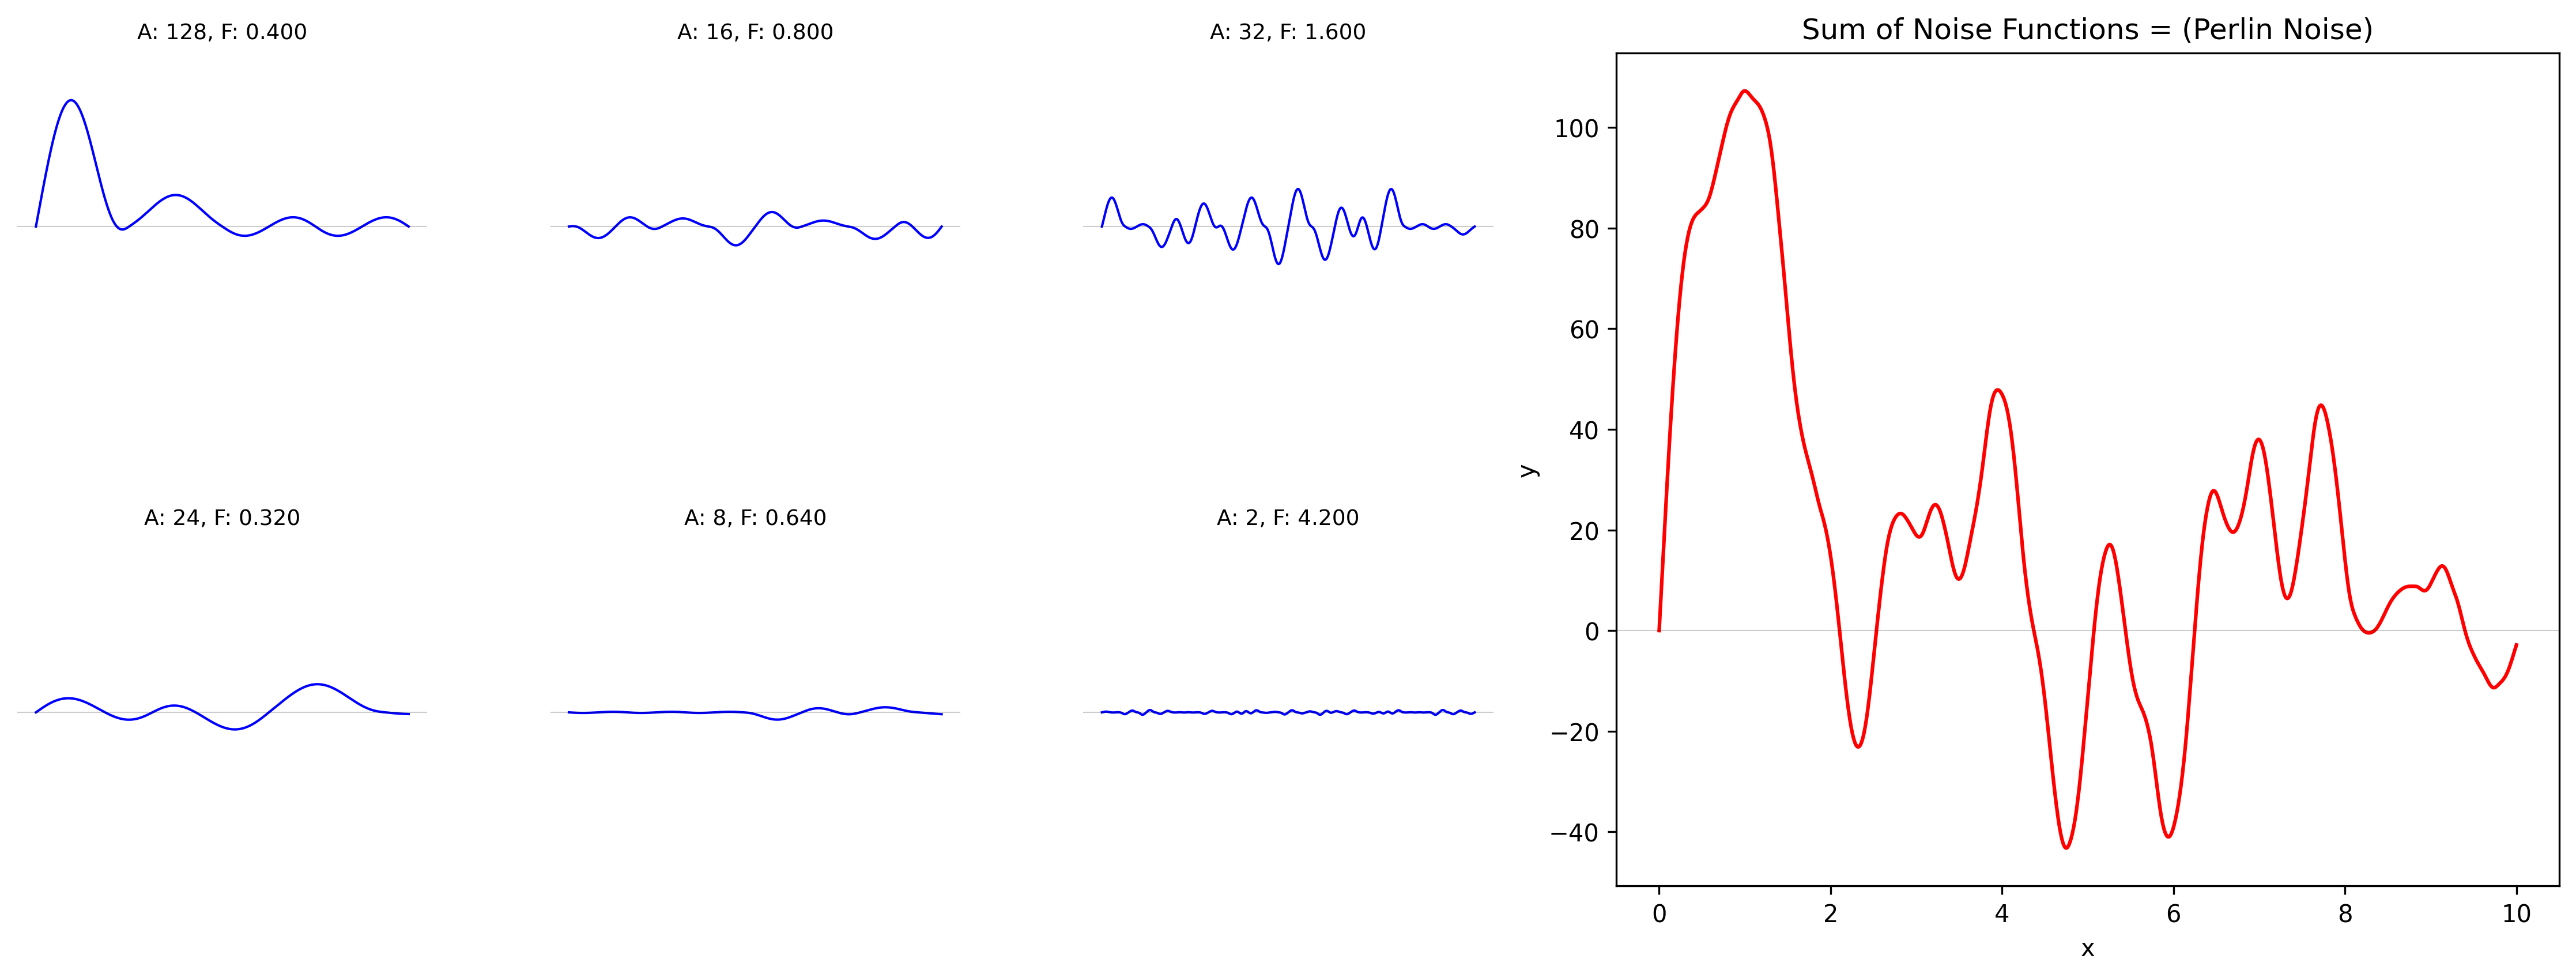 A: 128, F: 0.400
A: 16, F: 0.800
A: 32, F: 1.600
A: 24, F: 0.320
A: 8, F: 0.640
A: 2, F: 4.200
Sum of Noise Functions = (Perlin Noise)
y
100
80
60
40
20
0
−20
−40
0 2 4 6 8 10
x